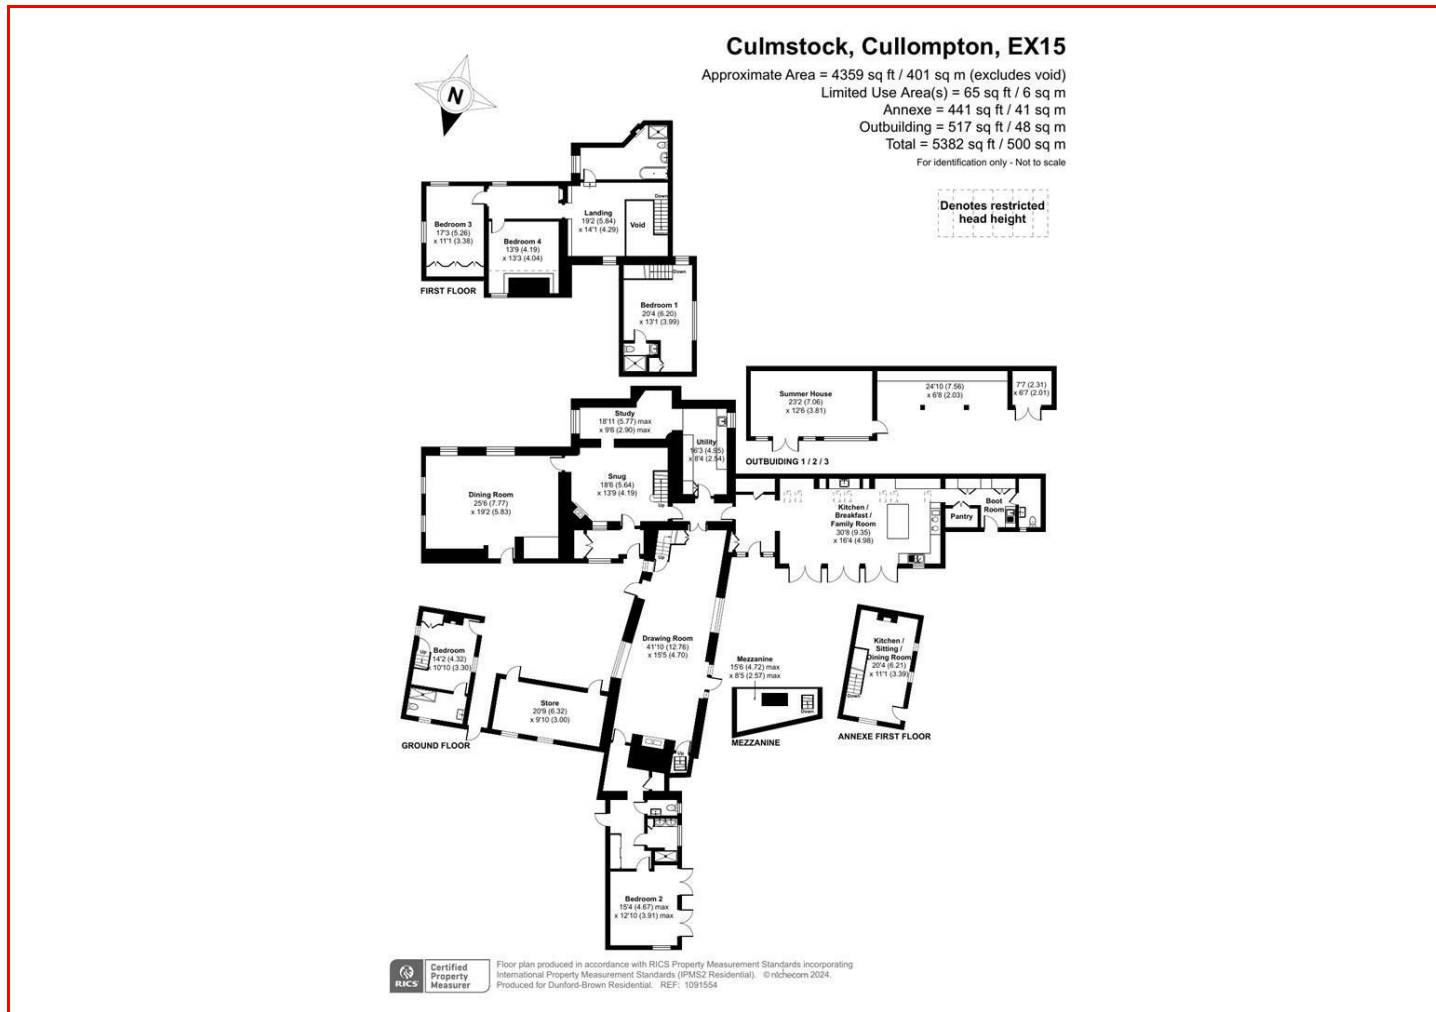 Culmstock, Cullompton, EX15
Approximate Area = 4359 sq ft / 401 sq m (excludes void)
Limited Use Area(s) = 65 sq ft / 6 sq m
Annexe = 441 sq ft / 41 sq m
Outbuilding = 517 sq ft / 48 sq m
Total = 5382 sq ft / 500 sq m
For identification only - Not to scale
N
Denotes restricted
head height
Down
Landing
19'2 (5.84)
x 14'1 (4.29)
Void
Bedroom 3
17'3 (5.26)
x 11'1 (3.38)
Bedroom 4
13'9 (4.19)
x 13'3 (4.04)
FIRST FLOOR
Down
Bedroom 1
20'4 (6.20)
x 13'1 (3.99)
Summer House
23'2 (7.06)
x 12'6 (3.81)
24'10 (7.56)
x 6'8 (2.03)
7'7 (2.31)
x 6'7 (2.01)
OUTBUIDING 1 / 2 / 3
Study
18'11 (5.77) max
x 9'6 (2.90) max
Utility
16'3 (4.95)
x 8'4 (2.54)
Snug
18'6 (5.64)
x 13'9 (4.19)
Up
Dining Room
25'6 (7.77)
x 19'2 (5.83)
Kitchen /
Breakfast /
Family Room
30'8 (9.35)
x 16'4 (4.98)
Pantry
Boot
Room
Up
Drawing Room
41'10 (12.76)
x 15'5 (4.70)
Up
Bedroom
14'2 (4.32)
x 10'10 (3.30)
Up
GROUND FLOOR
Store
20'9 (6.32)
x 9'10 (3.00)
Mezzanine
15'6 (4.72) max
x 8'5 (2.57) max
Down
MEZZANINE
Kitchen /
Sitting /
Dining Room
20'4 (6.21)
x 11'1 (3.39)
Down
ANNEXE FIRST FLOOR
Bedroom 2
15'4 (4.67) max
x 12'10 (3.91) max
RICS
Certified
Property
Measurer
Floor plan produced in accordance with RICS Property Measurement Standards incorporating
International Property Measurement Standards (IPMS2 Residential). © nichecom 2024.
Produced for Dunford-Brown Residential. REF: 1091554